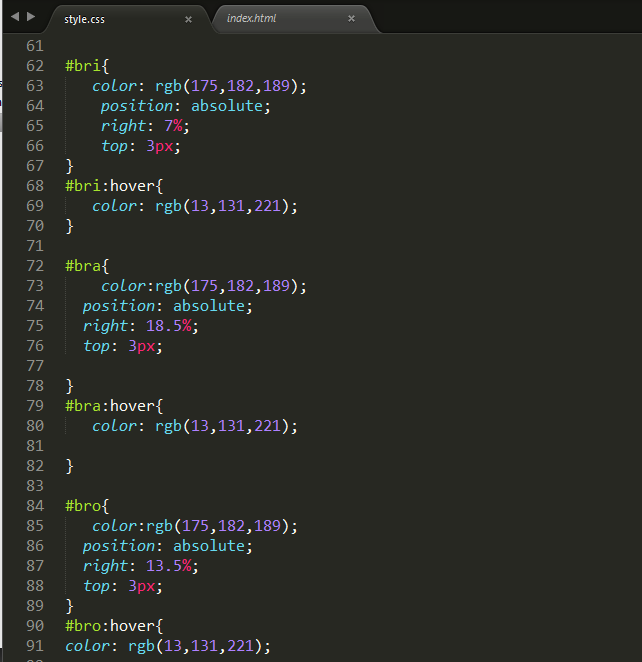 style.css × index.html ×
61
62 #bri{
63 color: rgb(175,182,189);
64 position: absolute;
65 right: 7%;
66 top: 3px;
67 }
68 #bri:hover{
69 color: rgb(13,131,221);
70 }
71
72 #bra{
73 color:rgb(175,182,189);
74 position: absolute;
75 right: 18.5%;
76 top: 3px;
77
78 }
79 #bra:hover{
80 color: rgb(13,131,221);
81
82 }
83
84 #bro{
85 color:rgb(175,182,189);
86 position: absolute;
87 right: 13.5%;
88 top: 3px;
89 }
90 #bro:hover{
91 color: rgb(13,131,221);